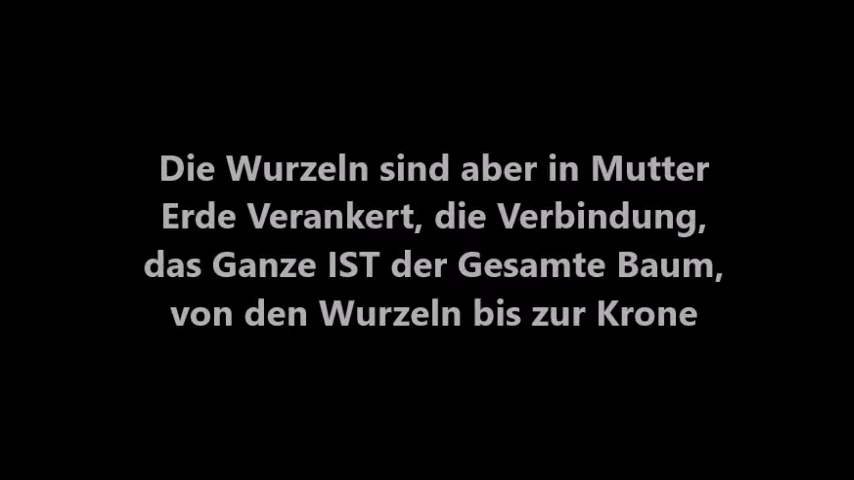 Die Wurzeln sind aber in Mutter
Erde Verankert, die Verbindung,
das Ganze IST der Gesamte Baum,
von den Wurzeln bis zur Krone